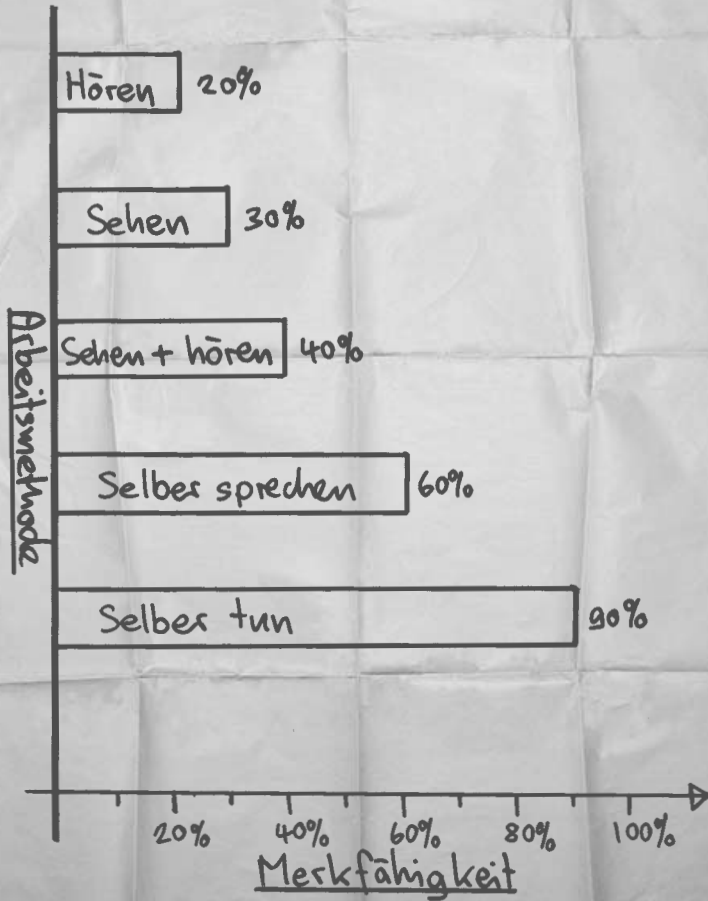 Hören 20%
Sehen 30%
Sehen + hören 40%
Selber sprechen 60%
Selber tun 90%
Arbeitsmethode
20% 40% 60% 80% 100%
Merkfähigkeit